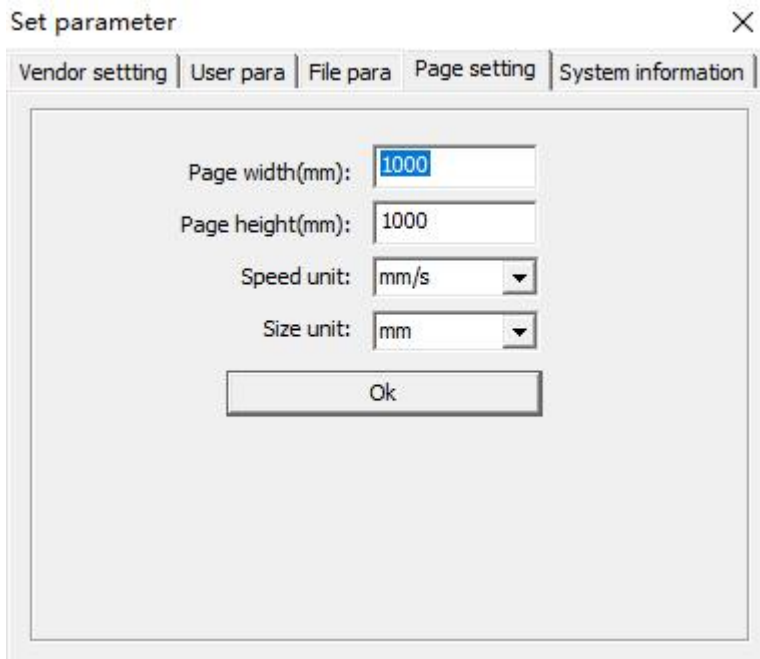 Set parameter
Vendor settting User para File para Page setting System information
Page width(mm): 1000
Page height(mm): 1000
Speed unit: mm/s
Size unit: mm
Ok